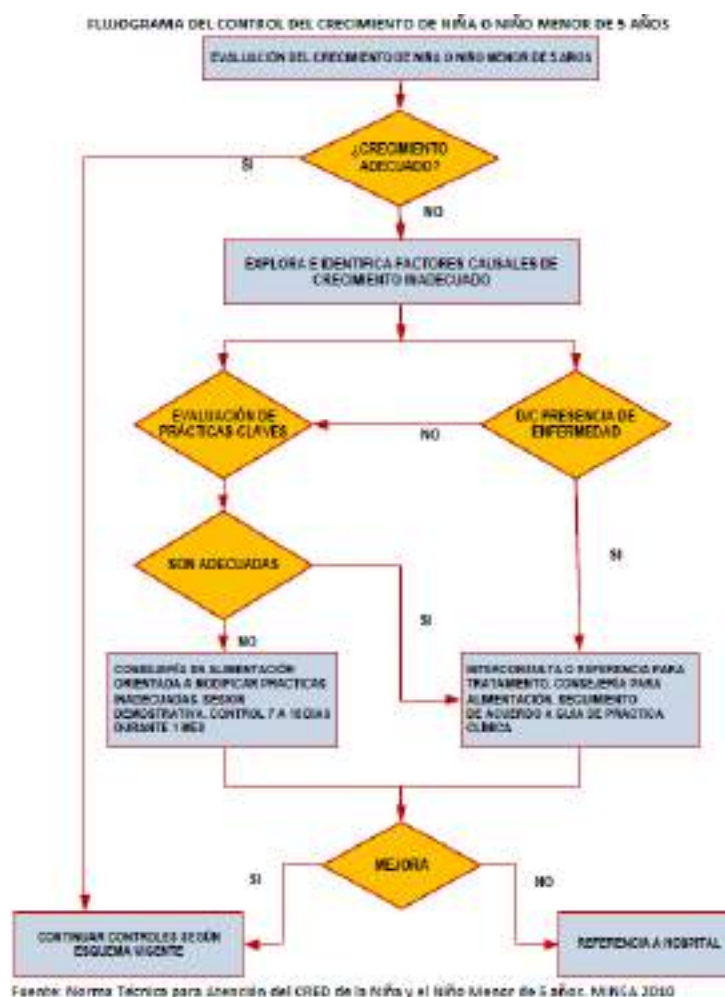 FLUJOGRAMA DEL CONTROL DEL CRECIMIENTO DE NIÑA O NIÑO MENOR DE 5 AÑOS
EVALUACIÓN DEL CRECIMIENTO DE NIÑA O NIÑO MENOR DE 5 AÑOS
¿CRECIMIENTO
ADECUADO?
SI
NO
EXPLORA E IDENTIFICA FACTORES CAUSALES DE
CRECIMIENTO INADECUADO
EVALUACIÓN DE
PRÁCTICAS CLAVES
D/C PRESENCIA DE
ENFERMEDAD
NO
SON ADECUADAS
SI
SI
NO
CONSEJERÍA EN ALIMENTACIÓN
ORIENTADA A MODIFICAR PRÁCTICAS
INADECUADAS, SESIÓN
DEMOSTRATIVA. CONTROL 7 A 10 DIAS
DURANTE 1 MES
INTERCONSULTA O REFERENCIA PARA
TRATAMIENTO. CONSEJERÍA PARA
ALIMENTACIÓN. SEGUIMIENTO
DE ACUERDO A GUIA DE PRACTICA
CLÍNICA
MEJORA
SI
NO
CONTINUAR CONTROLES SEGÚN
ESQUEMA VIGENTE
REFERENCIA A HOSPITAL
Fuente: Norma Técnica para Atención del CRED de la Niña y el Niño Menor de 5 años. MINSA 2010